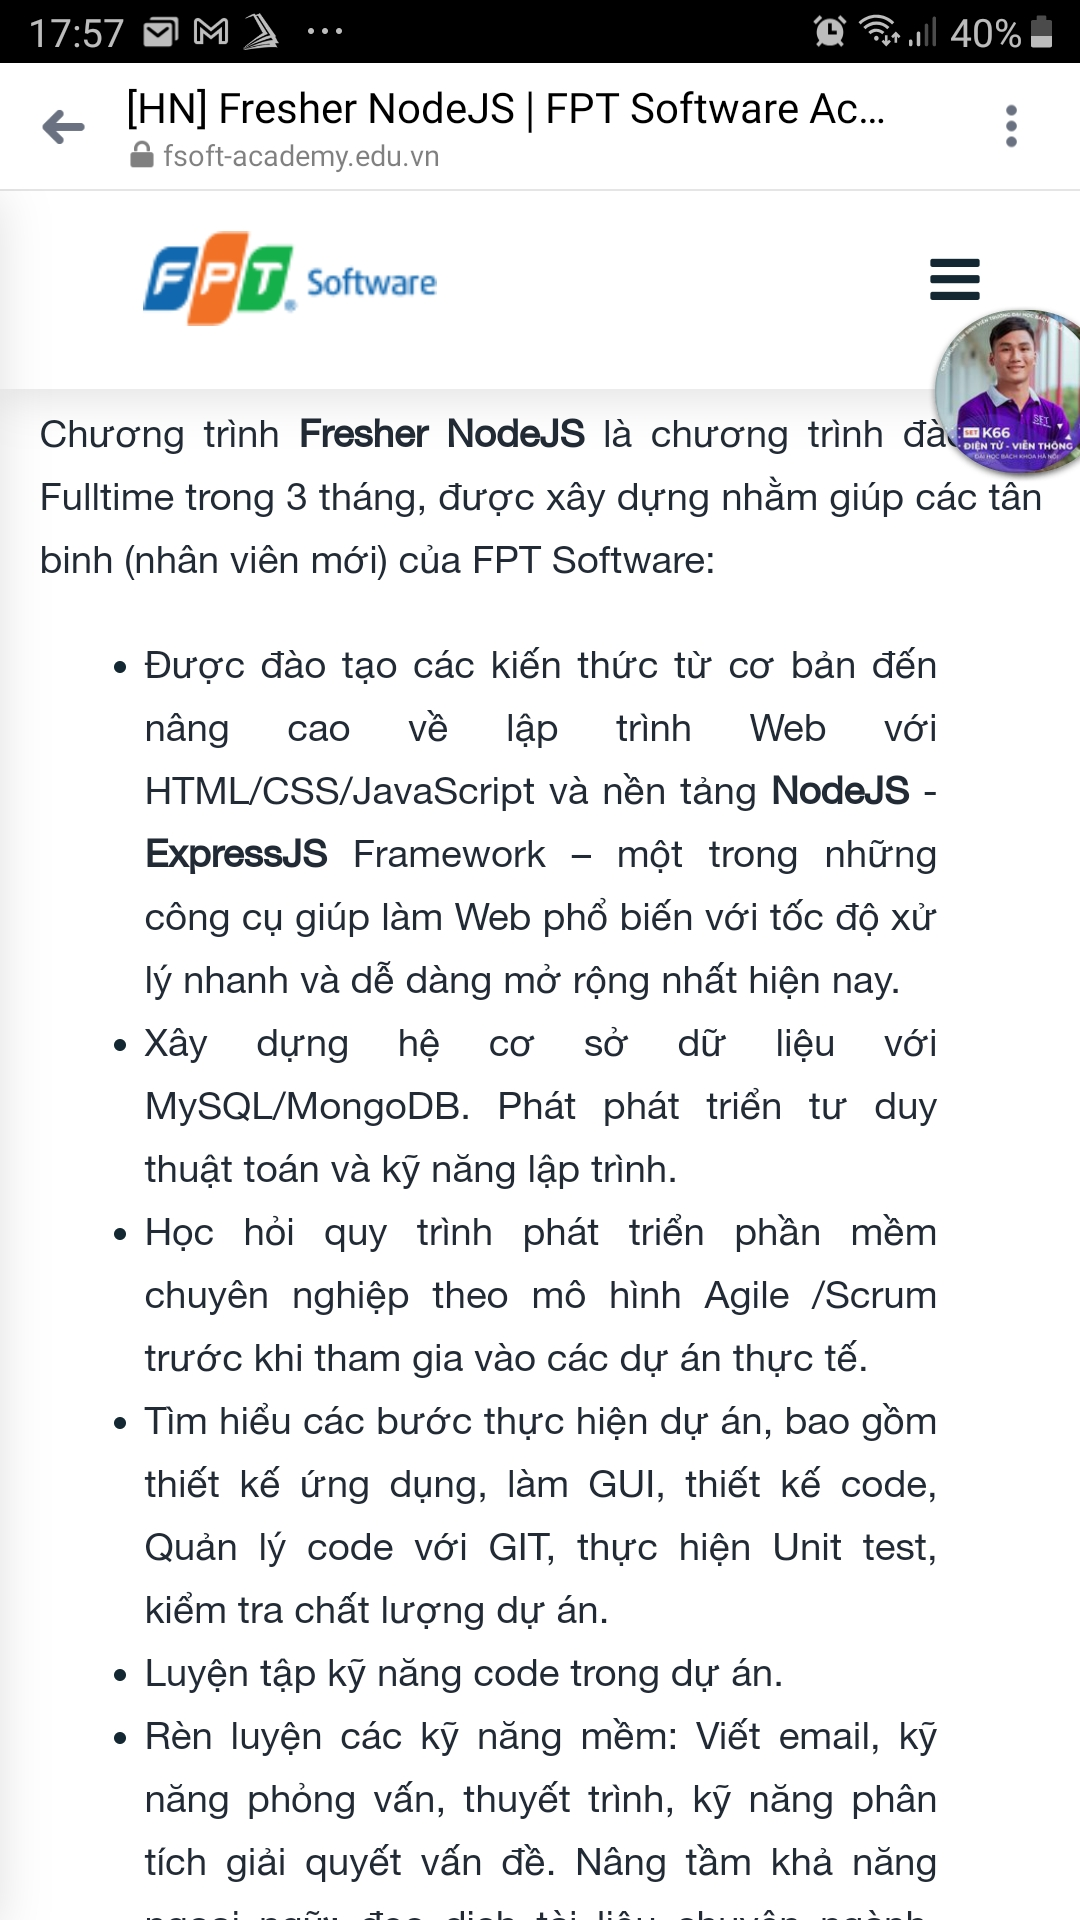 17:57
40%
[HN] Fresher NodeJS | FPT Software Ac...
fsoft-academy.edu.vn
FPT Software
SET
SET K66
ĐIỆN TỬ - VIỄN THÔNG
ĐẠI HỌC BÁCH KHOA HÀ NỘI
Chương trình Fresher NodeJS là chương trình
Fulltime trong 3 tháng, được xây dựng nhằm giúp các tân
binh (nhân viên mới) của FPT Software:
• Được đào tạo các kiến thức từ cơ bản đến
nâng cao về lập trình Web với
HTML/CSS/JavaScript và nền tảng NodeJS -
ExpressJS Framework – một trong những
công cụ giúp làm Web phổ biến với tốc độ xử
lý nhanh và dễ dàng mở rộng nhất hiện nay.
• Xây dựng hệ cơ sở dữ liệu với
MySQL/MongoDB. Phát phát triển tư duy
thuật toán và kỹ năng lập trình.
• Học hỏi quy trình phát triển phần mềm
chuyên nghiệp theo mô hình Agile /Scrum
trước khi tham gia vào các dự án thực tế.
• Tìm hiểu các bước thực hiện dự án, bao gồm
thiết kế ứng dụng, làm GUI, thiết kế code,
Quản lý code với GIT, thực hiện Unit test,
kiểm tra chất lượng dự án.
• Luyện tập kỹ năng code trong dự án.
• Rèn luyện các kỹ năng mềm: Viết email, kỹ
năng phỏng vấn, thuyết trình, kỹ năng phân
tích giải quyết vấn đề. Nâng tầm khả năng